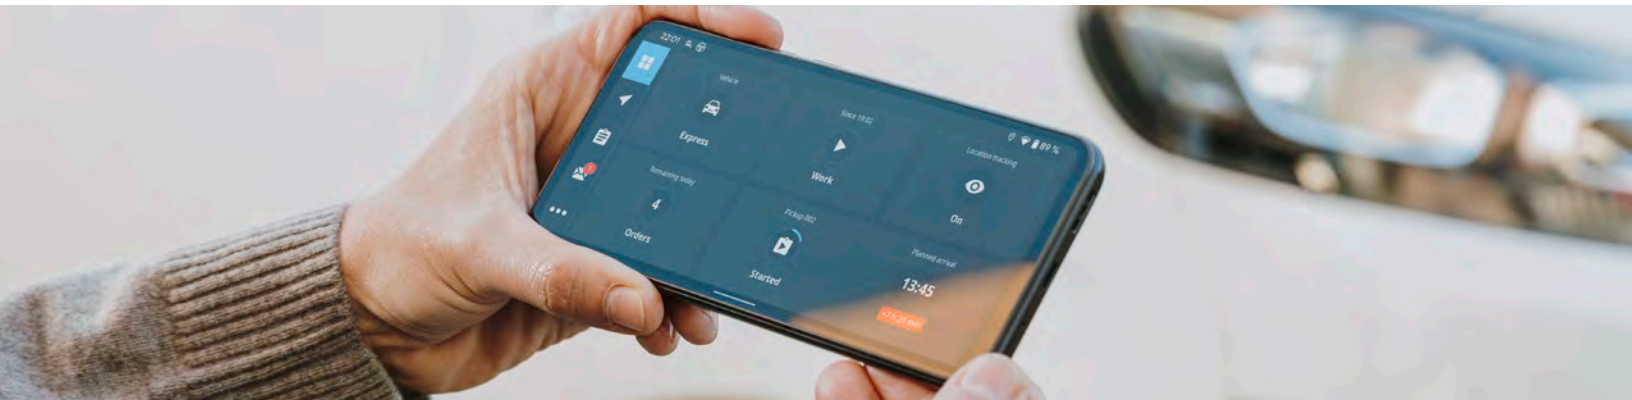 22:01
89 %
Vehicle
Express
Since 19:02
Work
Location tracking
On
Remaining today
4
Orders
Pickup 002
Started
Planned arrival
13:45